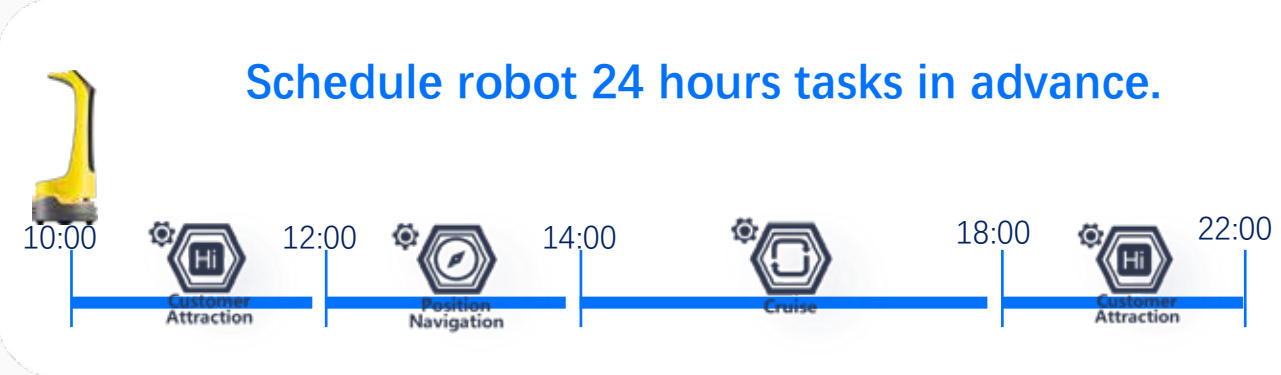 Schedule robot 24 hours tasks in advance.
10:00
Hi
Customer
Attraction
12:00
Position
Navigation
14:00
Cruise
18:00
Hi
Customer
Attraction
22:00